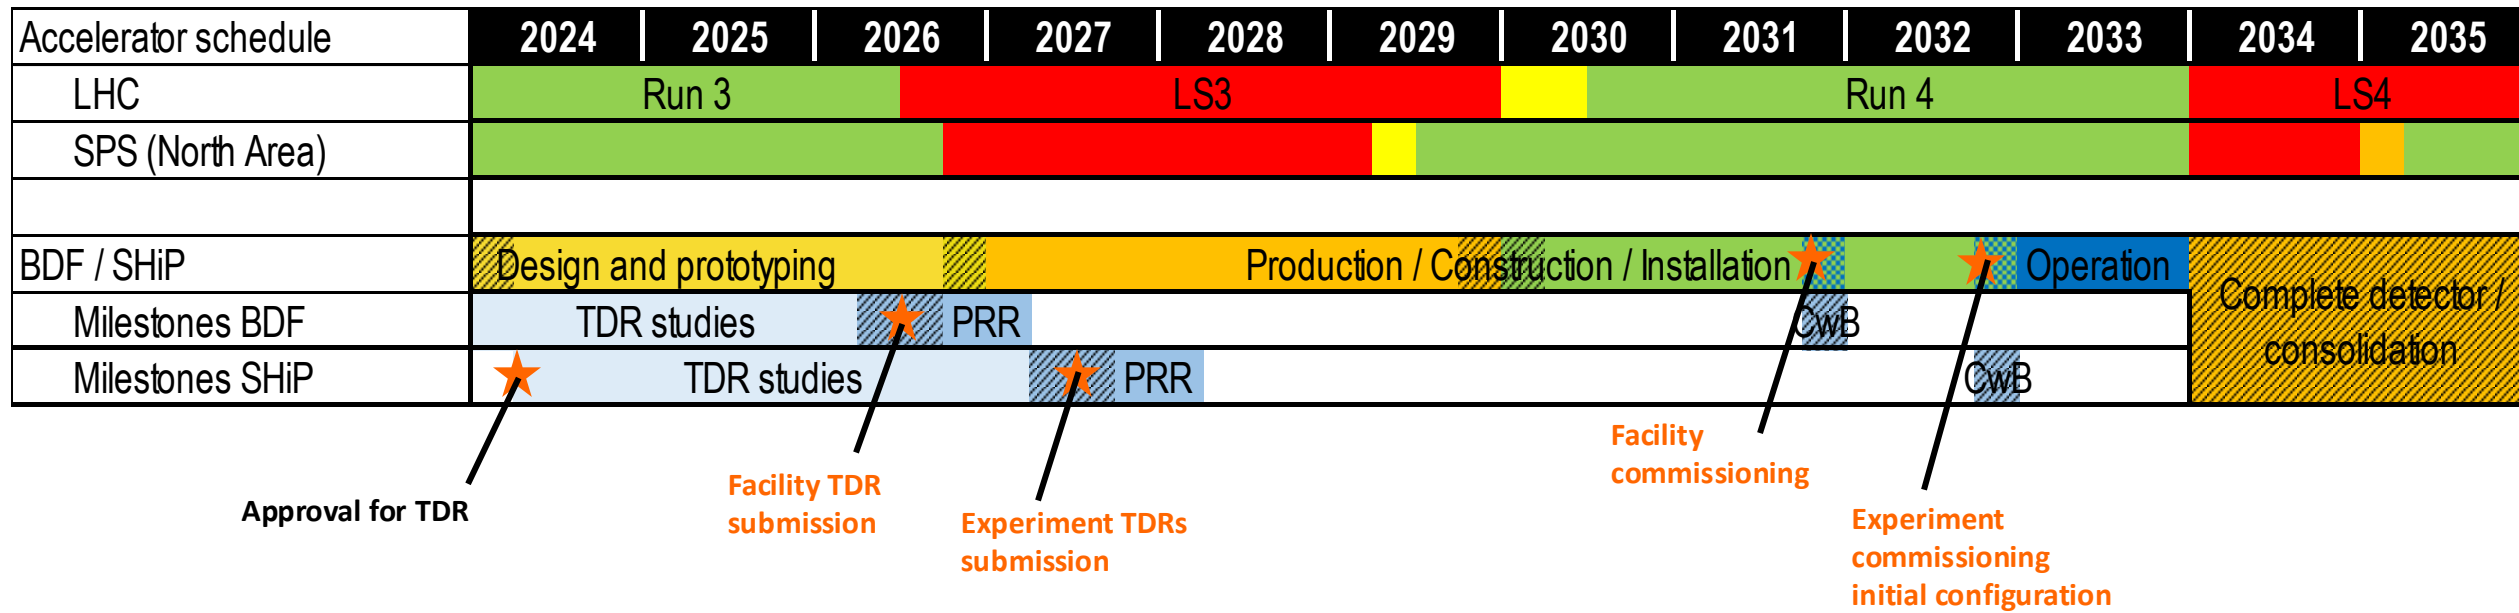 Accelerator schedule 2024 2025 2026 2027 2028 2029 2030 2031 2032 2033 2034 2035
LHC Run 3 LS3 Run 4 LS4
SPS (North Area)
BDF / SHiP Design and prototyping Production / Construction / Installation Operation
Milestones BDF TDR studies PRR CwB
Milestones SHiP TDR studies PRR CwB
Complete detector /
consolidation
Approval for TDR
Facility TDR
submission
Experiment TDRs
submission
Facility
commissioning
Experiment
commissioning
initial configuration